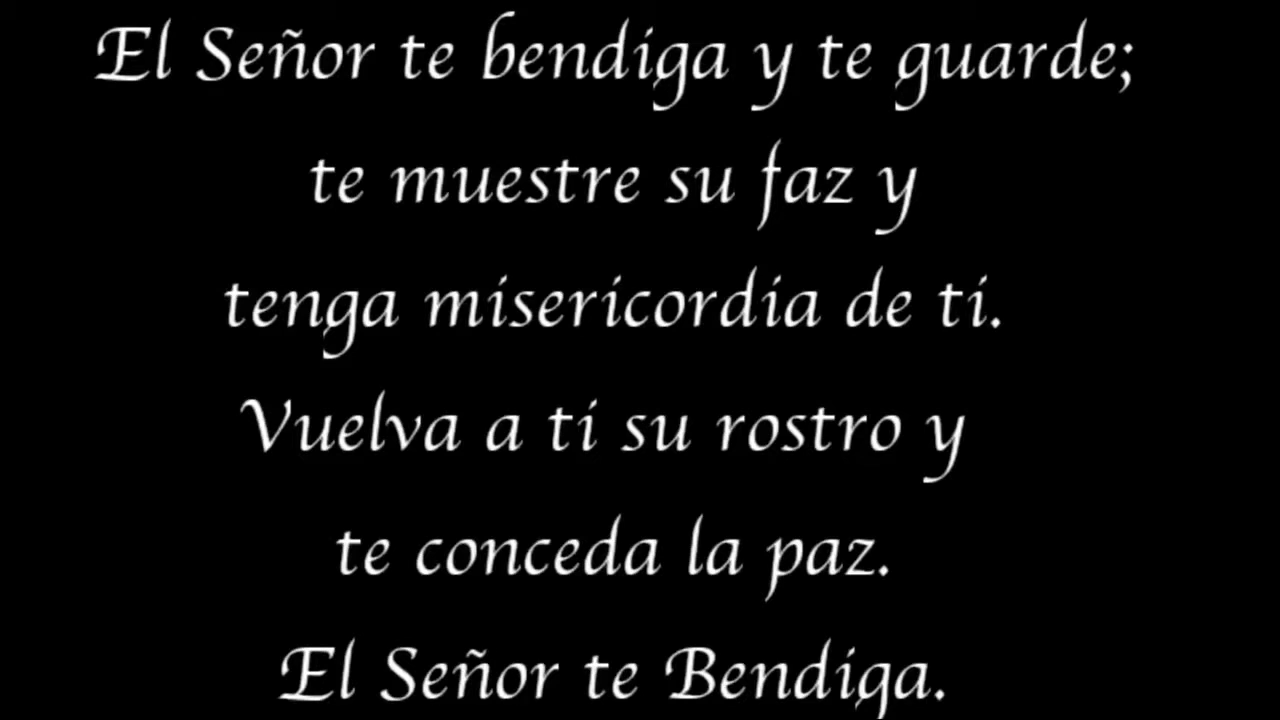 El Señor te bendiga y te guarde;
te muestre su faz y
tenga misericordia de ti.
Vuelva a ti su rostro y
te conceda la paz.
El Señor te Bendiga.